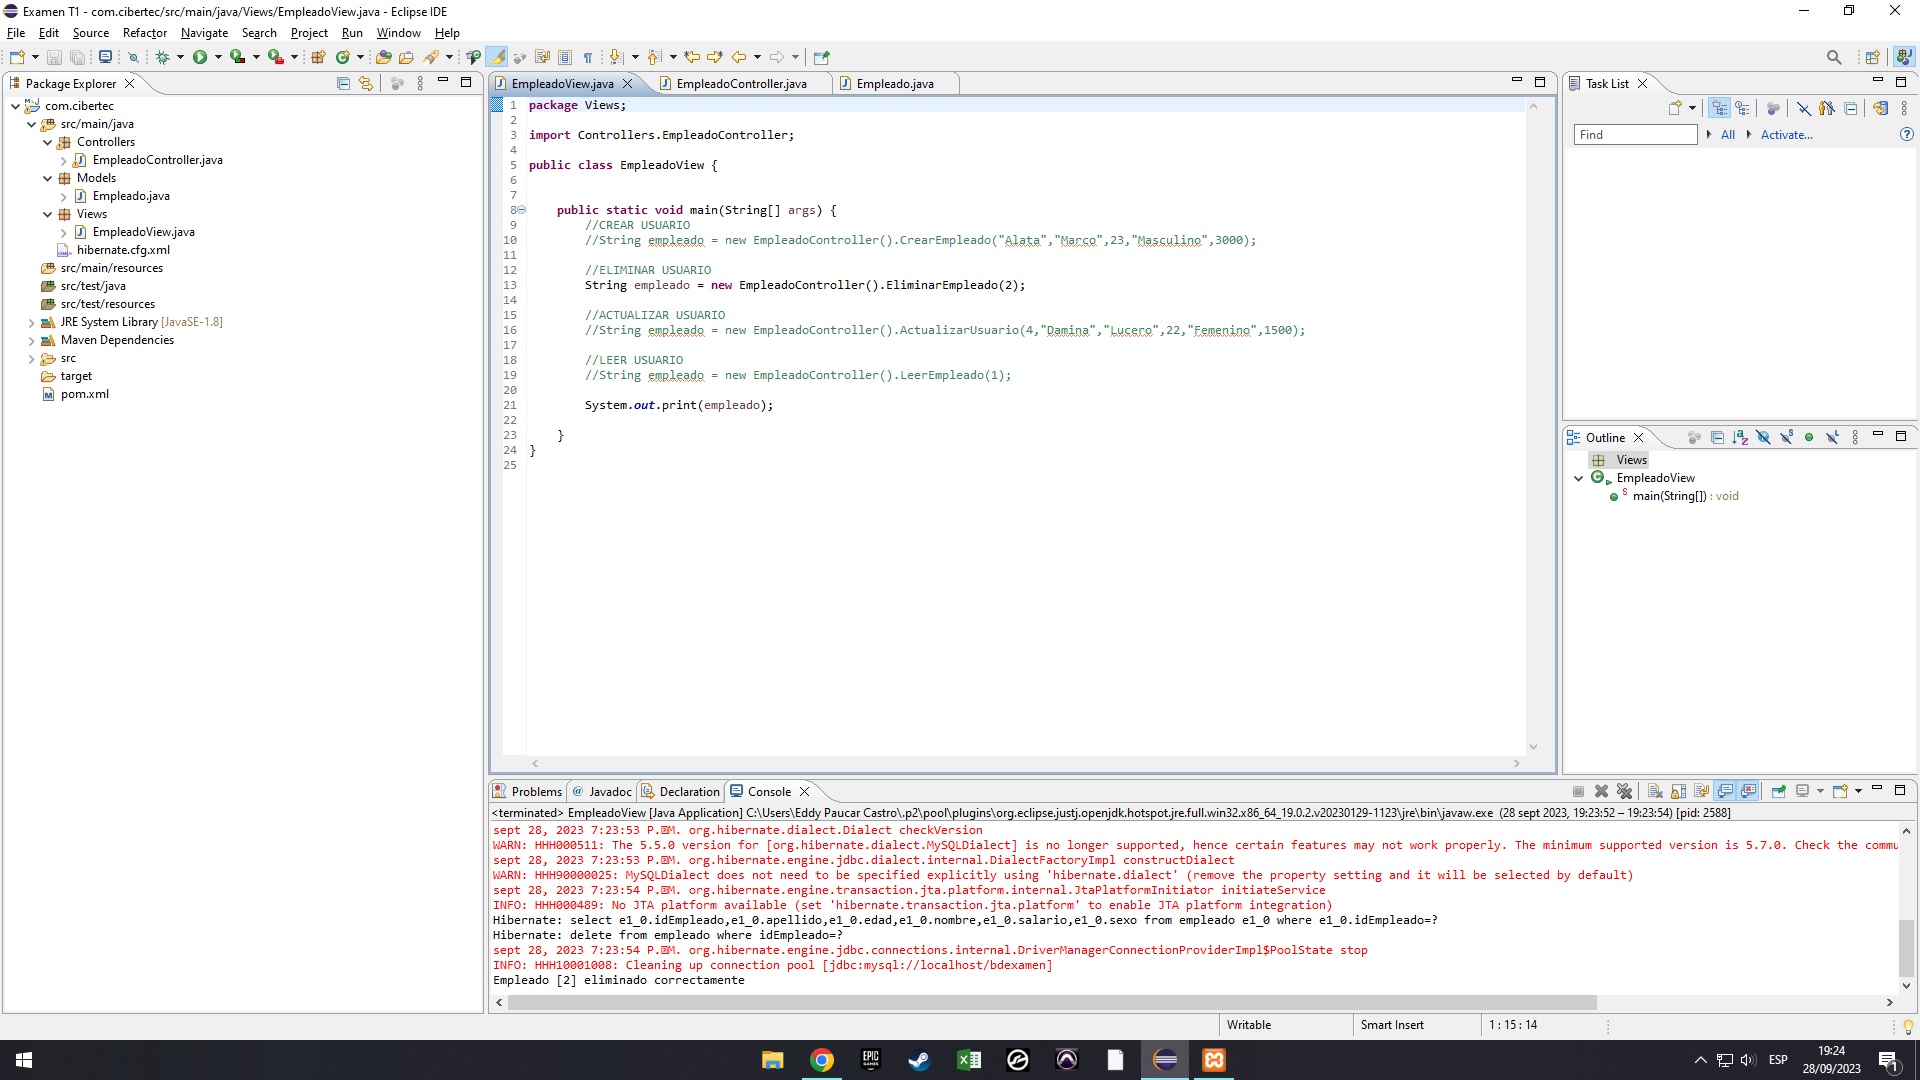 Examen T1 - com.cibertec/src/main/java/Views/EmpleadoView.java - Eclipse IDE
File Edit Source Refactor Navigate Search Project Run Window Help
Package Explorer
com.cibertec
src/main/java
Controllers
EmpleadoController.java
Models
Empleado.java
Views
EmpleadoView.java
hibernate.cfg.xml
src/main/resources
src/test/java
src/test/resources
JRE System Library [JavaSE-1.8]
Maven Dependencies
src
target
pom.xml
EmpleadoView.java EmpleadoController.java Empleado.java
1 package Views;
2
3 import Controllers.EmpleadoController;
4
5 public class EmpleadoView {
6
7
8 public static void main(String[] args) {
9 //CREAR USUARIO
10 //String empleado = new EmpleadoController().CrearEmpleado("Alata","Marco",23,"Masculino",3000);
11
12 //ELIMINAR USUARIO
13 String empleado = new EmpleadoController().EliminarEmpleado(2);
14
15 //ACTUALIZAR USUARIO
16 //String empleado = new EmpleadoController().ActualizarUsuario(4,"Damina","Lucero",22,"Femenino",1500);
17
18 //LEER USUARIO
19 //String empleado = new EmpleadoController().LeerEmpleado(1);
20
21 System.out.print(empleado);
22
23 }
24 }
25
Task List
Find All Activate...
Outline
Views
EmpleadoView
main(String[]) : void
Problems Javadoc Declaration Console
<terminated> EmpleadoView [Java Application] C:\Users\Eddy Paucar Castro\.p2\pool\plugins\org.eclipse.justj.openjdk.hotspot.jre.full.win32.x86_64_19.0.2.v20230129-1123\jre\bin\javaw.exe (28 sept 2023, 19:23:52 – 19:23:54) [pid: 2588]
sept 28, 2023 7:23:53 P. M. org.hibernate.dialect.Dialect checkVersion
WARN: HHH000511: The 5.5.0 version for [org.hibernate.dialect.MySQLDialect] is no longer supported, hence certain features may not work properly. The minimum supported version is 5.7.0. Check the commu
sept 28, 2023 7:23:53 P. M. org.hibernate.engine.jdbc.dialect.internal.DialectFactoryImpl constructDialect
WARN: HHH90000025: MySQLDialect does not need to be specified explicitly using 'hibernate.dialect' (remove the property setting and it will be selected by default)
sept 28, 2023 7:23:54 P. M. org.hibernate.engine.transaction.jta.platform.internal.JtaPlatformInitiator initiateService
INFO: HHH000489: No JTA platform available (set 'hibernate.transaction.jta.platform' to enable JTA platform integration)
Hibernate: select e1_0.idEmpleado,e1_0.apellido,e1_0.edad,e1_0.nombre,e1_0.salario,e1_0.sexo from empleado e1_0 where e1_0.idEmpleado=?
Hibernate: delete from empleado where idEmpleado=?
sept 28, 2023 7:23:54 P. M. org.hibernate.engine.jdbc.connections.internal.DriverManagerConnectionProviderImpl$PoolState stop
INFO: HHH10001008: Cleaning up connection pool [jdbc:mysql://localhost/bdexamen]
Empleado [2] eliminado correctamente
Writable Smart Insert 1 : 15 : 14
EPIC GAMES
ESP
19:24
28/09/2023
1